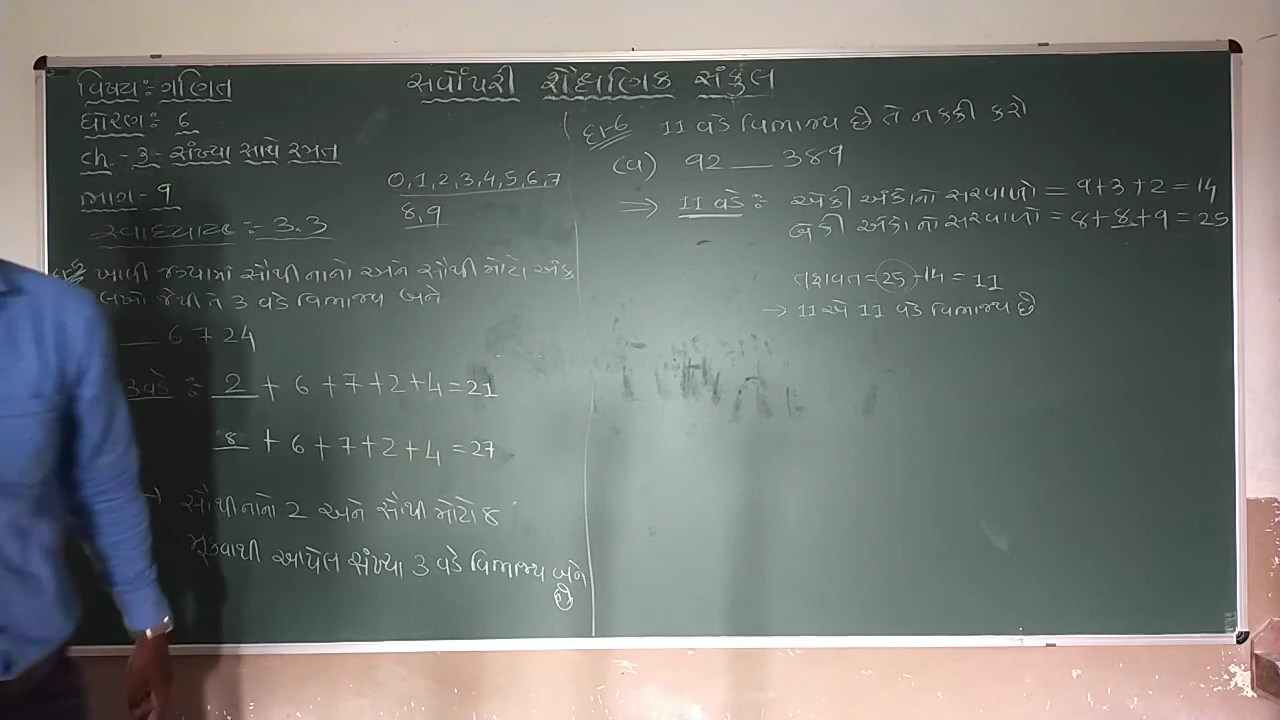 સર્વોપરી શૈક્ષણિક સંકુલ
વિષય:- ગણિત
ધોરણ:- 6
ch. - 3 - સંખ્યા સાથે રમત
ભાગ - 9
સ્વાધ્યાય :- 3.3
0,1,2,3,4,5,6,7
8,9
ખાલી જગ્યામાં સૌથી નાનો અને સૌથી મોટો અંક
લખો જેથી તે 3 વડે વિભાજ્ય બને
__ 6724
3 વડે :- 2 + 6 + 7 + 2 + 4 = 21
8 + 6 + 7 + 2 + 4 = 27
→ સૌથી નાનો 2 અને સૌથી મોટો 8
મૂકવાથી આપેલ સંખ્યા 3 વડે વિભાજ્ય બને
છે
દા-6 11 વડે વિભાજ્ય છે તે નક્કી કરો
(a) 92 __ 389
⇒ 11 વડે :- એકી અંકોનો સરવાળો = 9+3+2 = 14
બેકી અંકોનો સરવાળો = 8+8+9 = 25
તફાવત = 25 - 14 = 11
→ 11 એ 11 વડે વિભાજ્ય છે